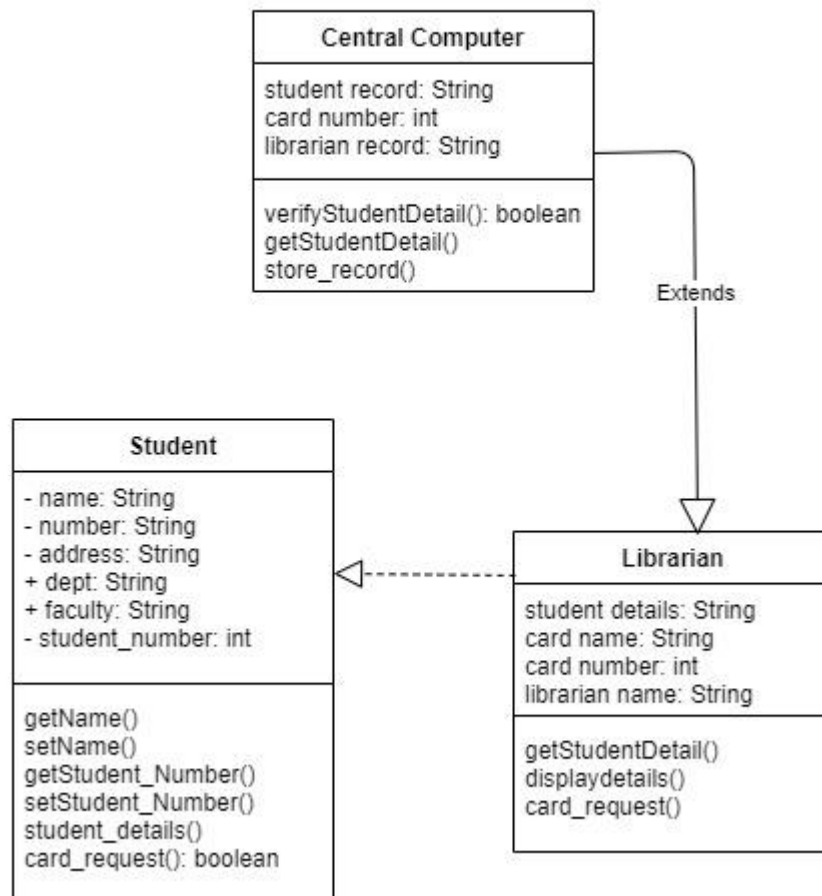 Central Computer
student record: String
card number: int
librarian record: String
verifyStudentDetail(): boolean
getStudentDetail()
store_record()
Extends
Student
- name: String
- number: String
- address: String
+ dept: String
+ faculty: String
- student_number: int
getName()
setName()
getStudent_Number()
setStudent_Number()
student_details()
card_request(): boolean
Librarian
student details: String
card name: String
card number: int
librarian name: String
getStudentDetail()
displaydetails()
card_request()